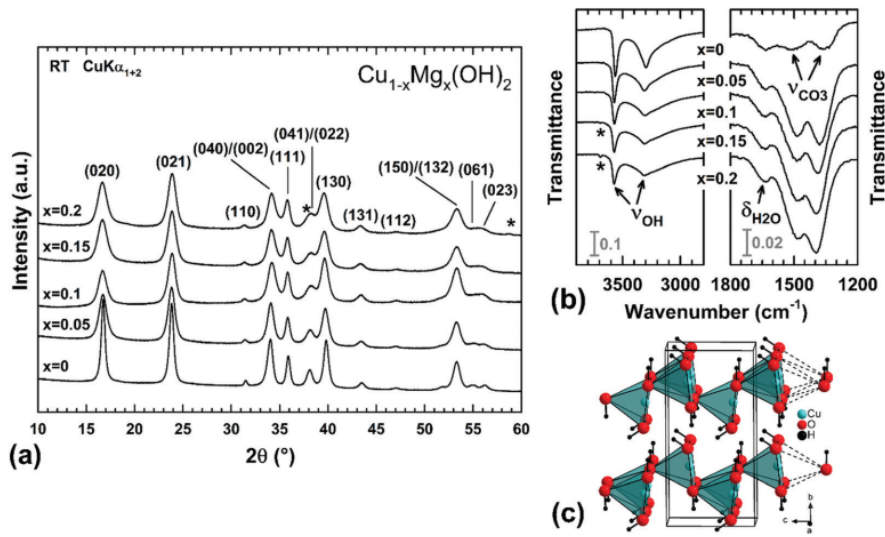 RT CuKα1+2
Cu1-xMgx(OH)2
(020)
(021)
(110)
(040)/(002)
(111)
(041)/(022)
*
(130)
(131)
(112)
(150)/(132)
(061)
(023)
*
x=0.2
x=0.15
x=0.1
x=0.05
x=0
Intensity (a.u.)
10 15 20 25 30 35 40 45 50 55 60
2θ (°)
(a)
Transmittance
x=0
x=0.05
x=0.1
x=0.15
x=0.2
*
*
νOH
0.1
νCO3
δH2O
0.02
Transmittance
3500 3000 1800 1500 1200
Wavenumber (cm-1)
(b)
Cu
O
H
b
c
a
(c)